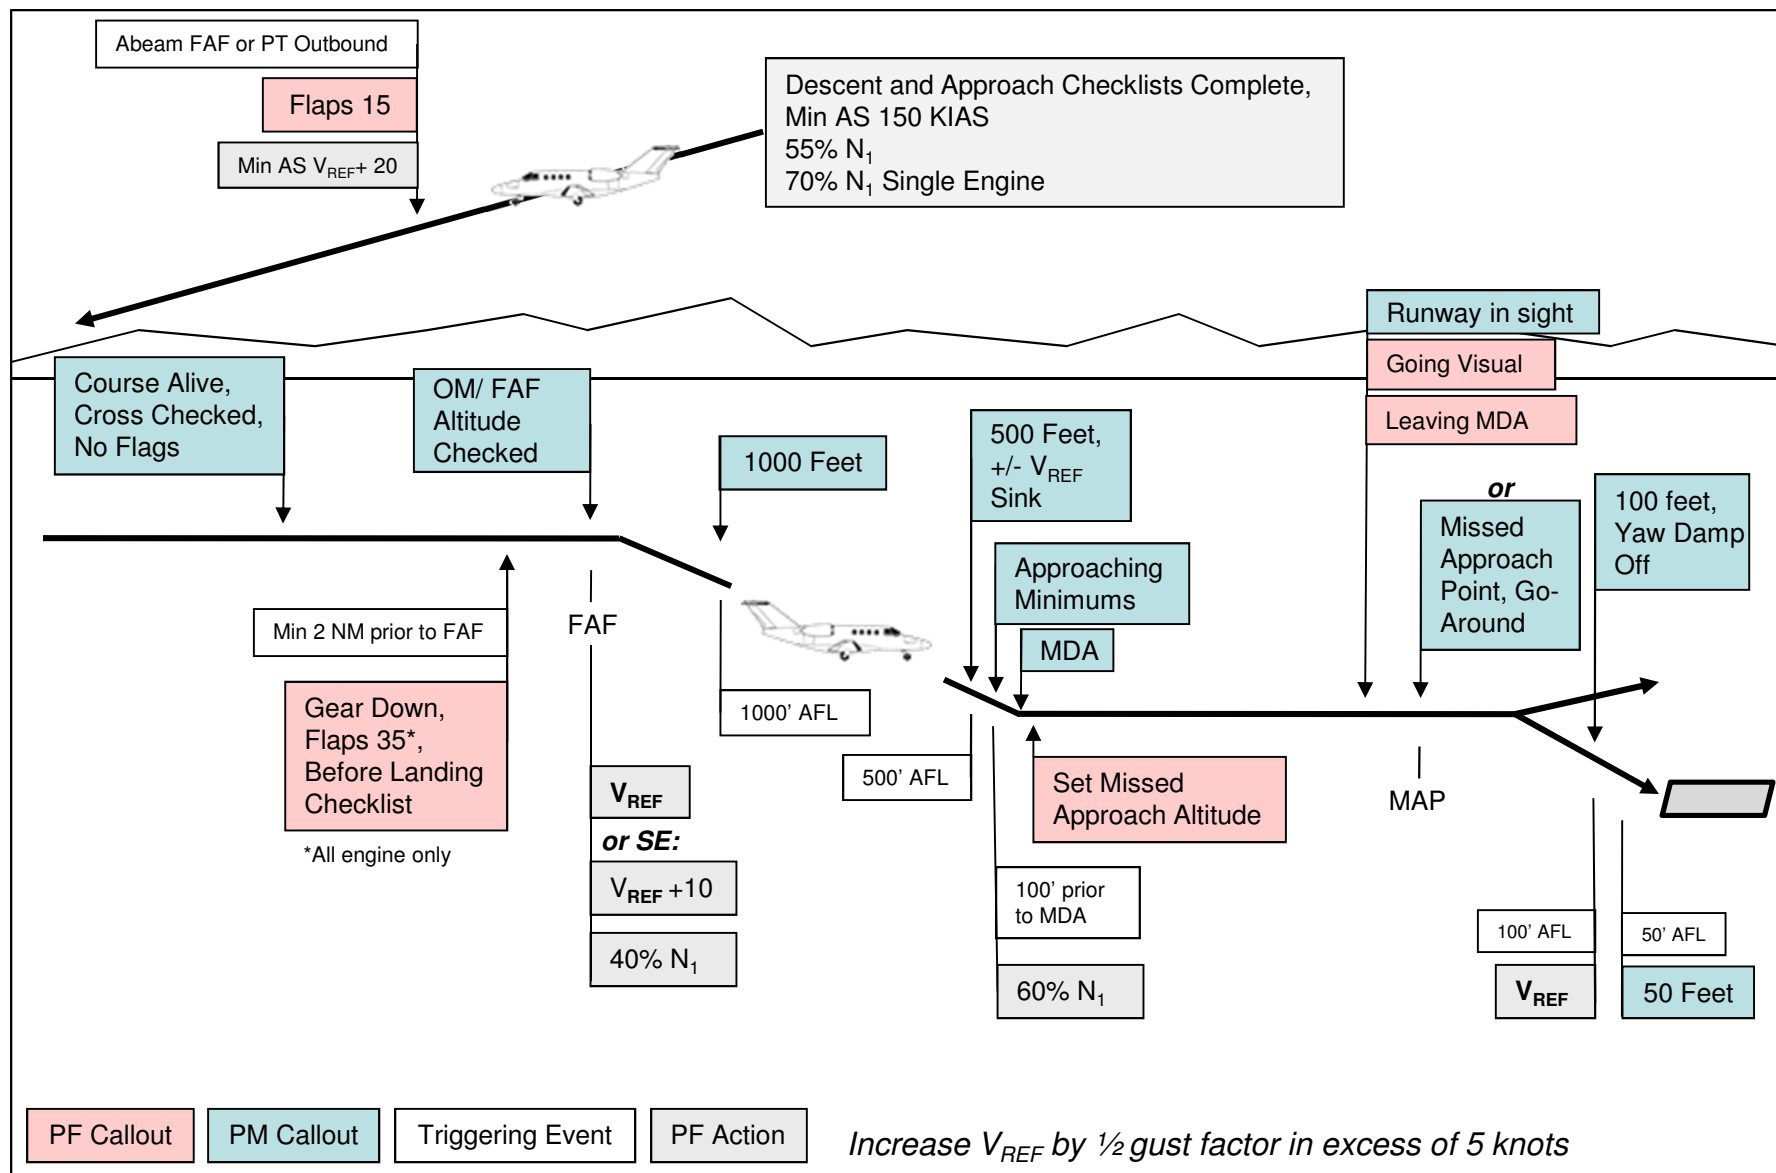 Abeam FAF or PT Outbound
Flaps 15
Min AS VREF+ 20
Descent and Approach Checklists Complete,
Min AS 150 KIAS
55% N1
70% N1 Single Engine
Runway in sight
Going Visual
Leaving MDA
Course Alive,
Cross Checked,
No Flags
OM/ FAF
Altitude
Checked
1000 Feet
500 Feet,
+/- VREF
Sink
Approaching
Minimums
MDA
or
Missed
Approach
Point, Go-
Around
100 feet,
Yaw Damp
Off
Min 2 NM prior to FAF
FAF
Gear Down,
Flaps 35*,
Before Landing
Checklist
*All engine only
1000’ AFL
500’ AFL
Set Missed
Approach Altitude
MAP
VREF
or SE:
VREF +10
40% N1
100’ prior
to MDA
60% N1
100’ AFL
VREF
50’ AFL
50 Feet
PF Callout
PM Callout
Triggering Event
PF Action
Increase VREF by ½ gust factor in excess of 5 knots